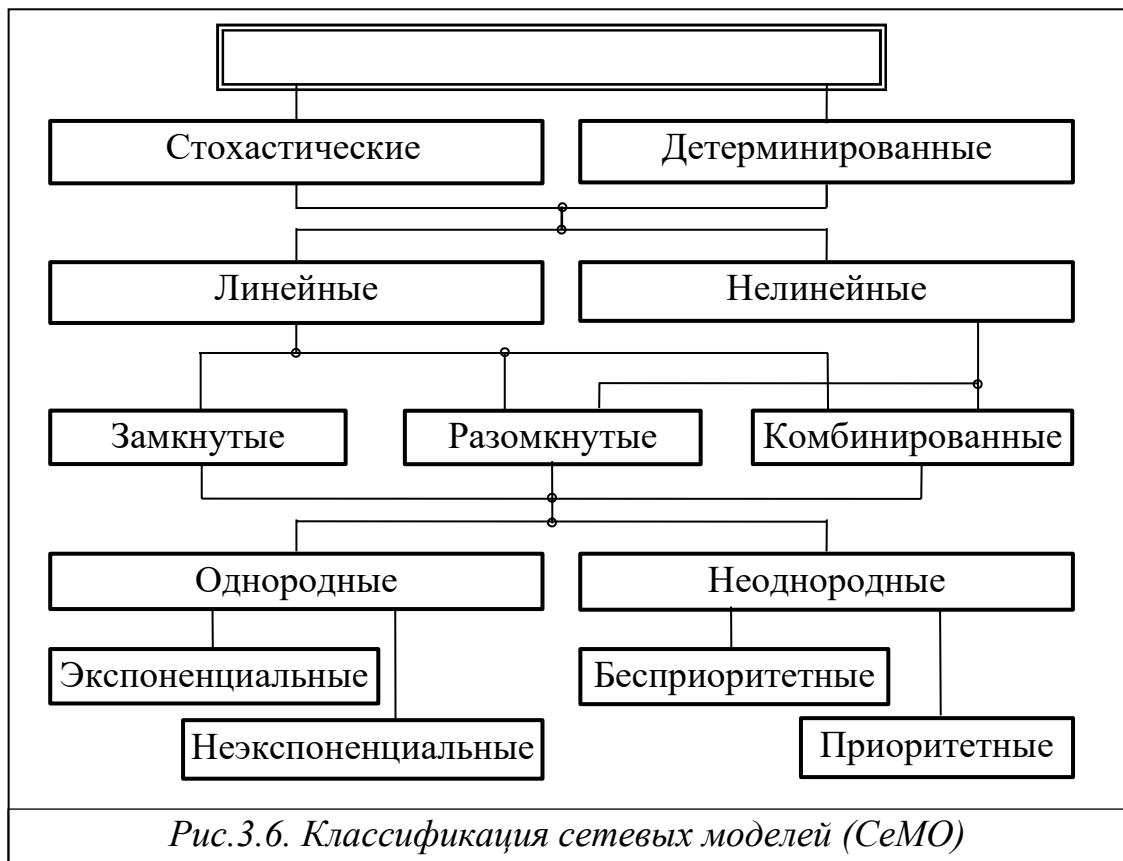 Стохастические
Детерминированные
Линейные
Нелинейные
Замкнутые
Разомкнутые
Комбинированные
Однородные
Неоднородные
Экспоненциальные
Бесприоритетные
Неэкспоненциальные
Приоритетные
Рис.3.6. Классификация сетевых моделей (СеМО)